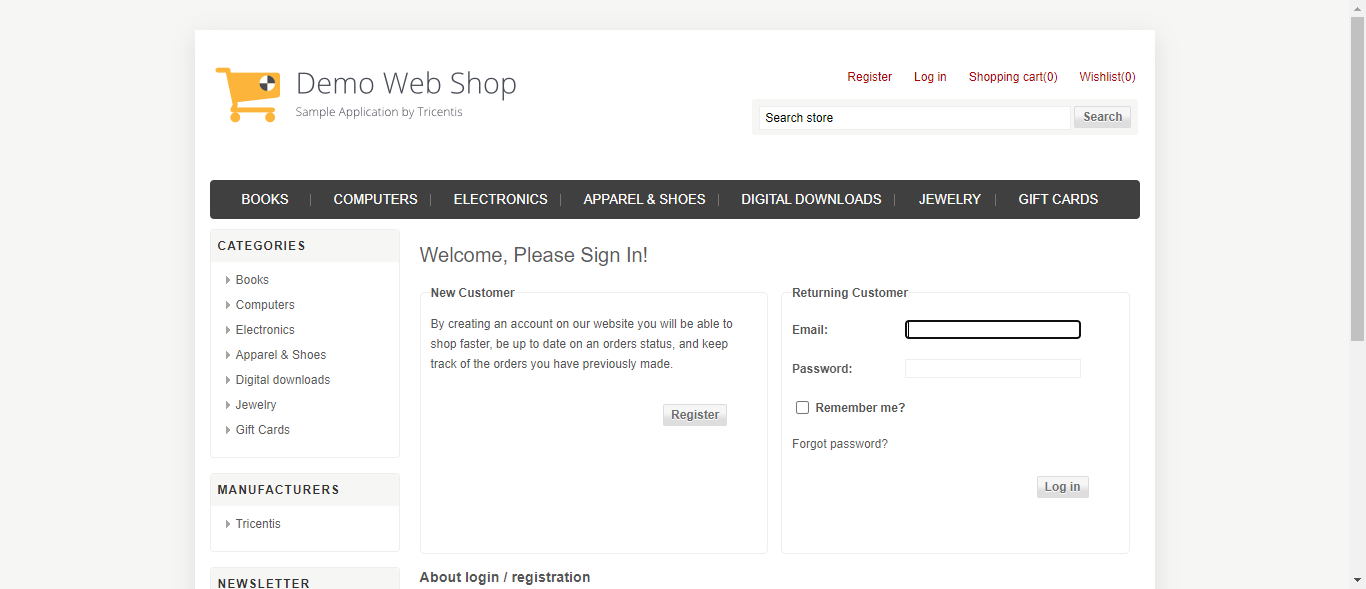 Demo Web Shop
Sample Application by Tricentis
Register Log in Shopping cart(0) Wishlist(0)
Search store Search
BOOKS COMPUTERS ELECTRONICS APPAREL & SHOES DIGITAL DOWNLOADS JEWELRY GIFT CARDS
CATEGORIES
Books
Computers
Electronics
Apparel & Shoes
Digital downloads
Jewelry
Gift Cards
MANUFACTURERS
Tricentis
NEWSLETTER
Welcome, Please Sign In!
New Customer
By creating an account on our website you will be able to
shop faster, be up to date on an orders status, and keep
track of the orders you have previously made.
Register
Returning Customer
Email:
Password:
Remember me?
Forgot password?
Log in
About login / registration